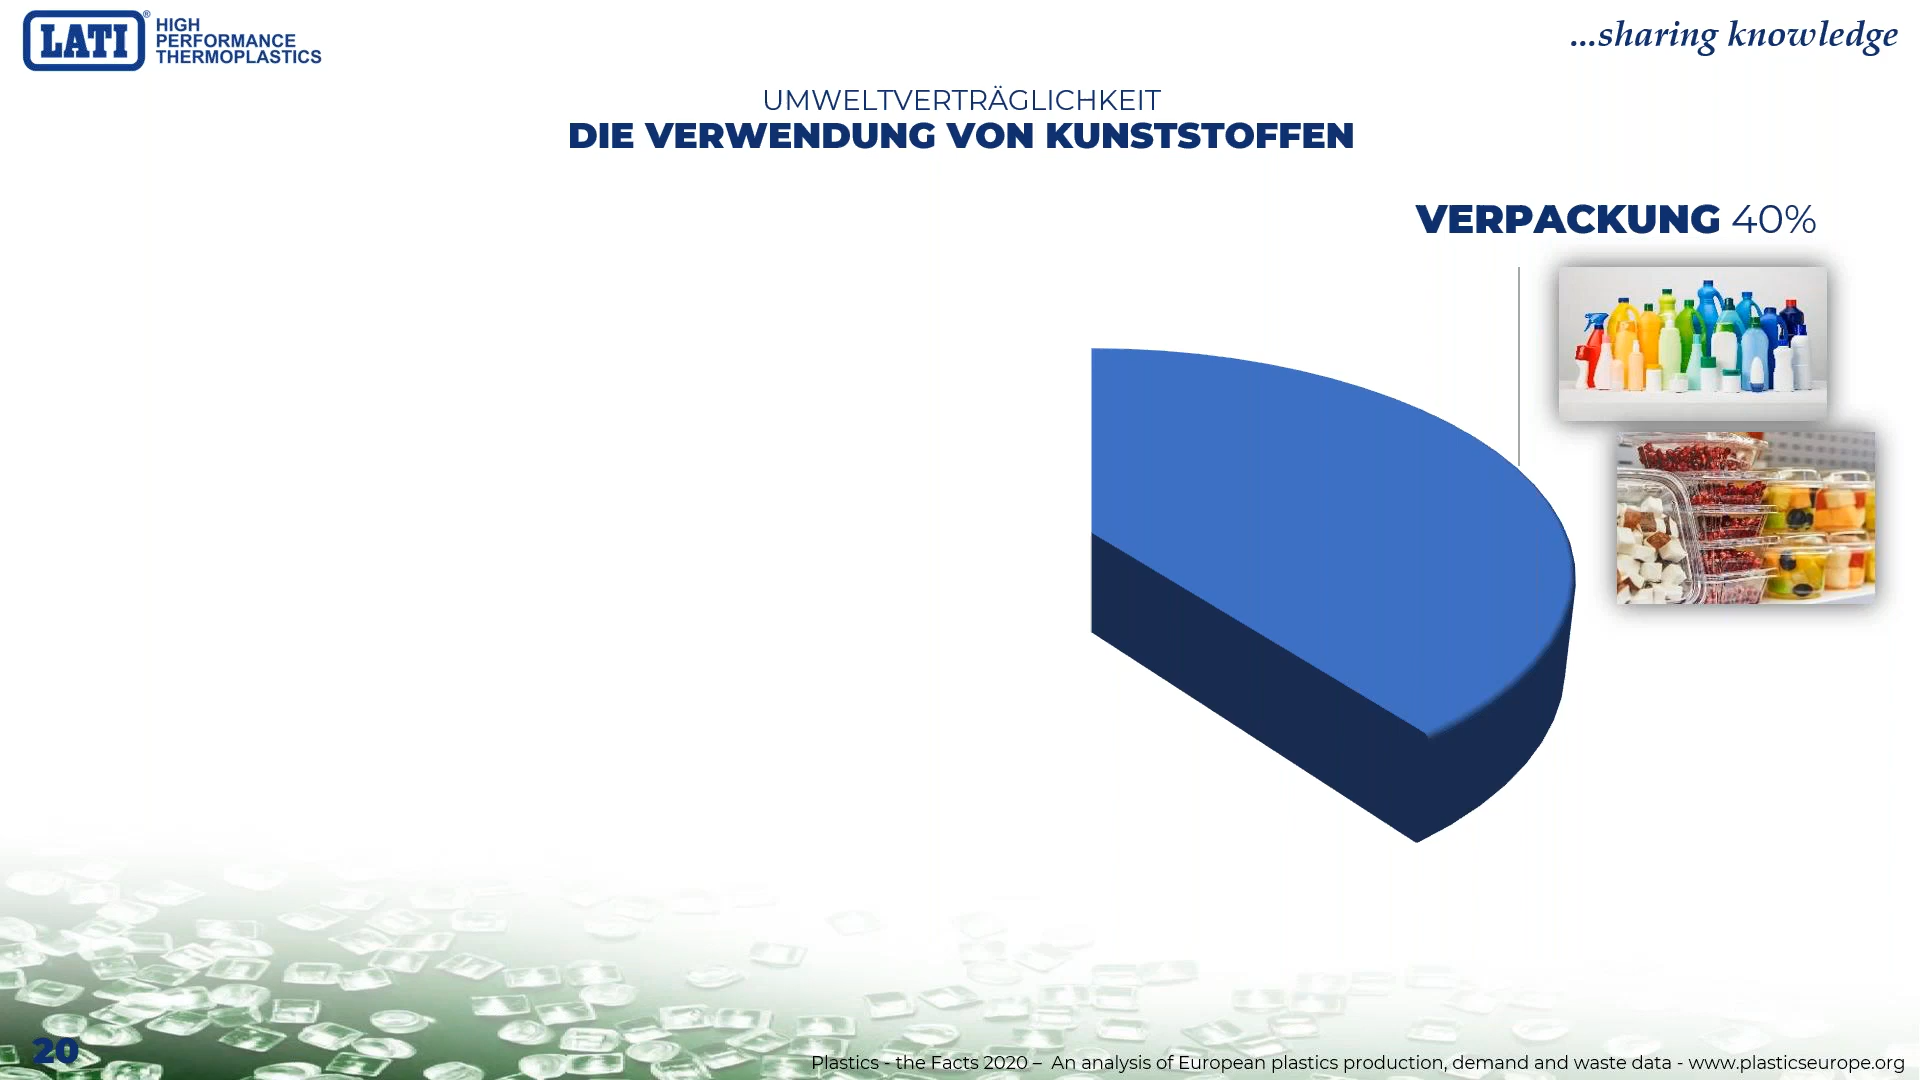 LATI®
HIGH
PERFORMANCE
THERMOPLASTICS
...sharing knowledge
UMWELTVERTRÄGLICHKEIT
DIE VERWENDUNG VON KUNSTSTOFFEN
VERPACKUNG 40%
20
Plastics - the Facts 2020 – An analysis of European plastics production, demand and waste data - www.plasticseurope.org